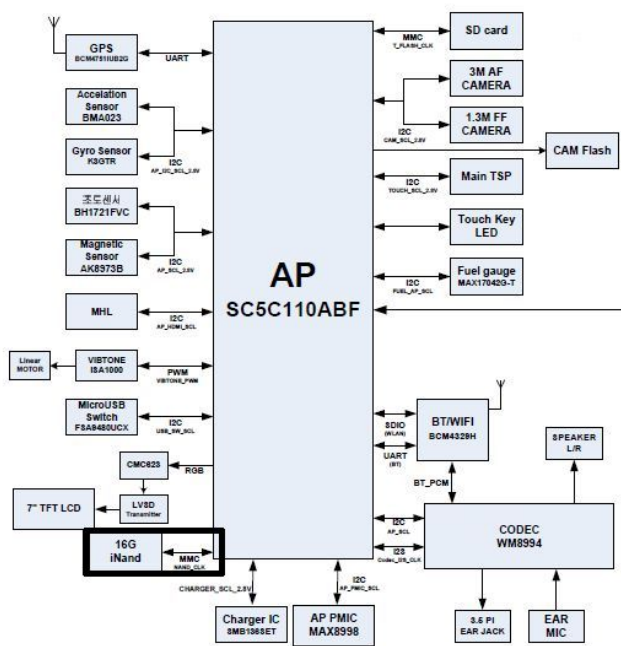 GPS
BCM4751IUB2G
UART
Accelation
Sensor
BMA023
Gyro Sensor
K3GTR
I2C
AP_I2C_SCL_2.8V
조도센서
BH1721FVC
Magnetic
Sensor
AK8973B
I2C
AP_SCL_2.8V
MHL
I2C
AP_HDMI_SCL
Linear
MOTOR
VIBTONE
ISA1000
PWM
VIBTONE_PWM
MicroUSB
Switch
FSA9480UCX
I2C
USB_SW_SCL
CMC623
RGB
7" TFT LCD
LVSD
Transmitter
16G
iNand
MMC
NAND_CLK
AP
SC5C110ABF
MMC
T_FLASH_CLK
SD card
3M AF
CAMERA
1.3M FF
CAMERA
I2C
CAM_SCL_2.8V
CAM Flash
I2C
TOUCH_SCL_2.8V
Main TSP
Touch Key
LED
I2C
FUEL_AP_SCL
Fuel gauge
MAX17042G-T
SDIO
(WLAN)
UART
(BT)
BT/WIFI
BCM4329H
BT_PCM
SPEAKER
L/R
I2C
AP_SCL
I2S
Codec_I2S_CLK
CODEC
WM8994
CHARGER_SCL_2.8V
I2C
AP_PMIC_SCL
Charger IC
SMB136SET
AP PMIC
MAX8998
3.5 PI
EAR JACK
EAR
MIC